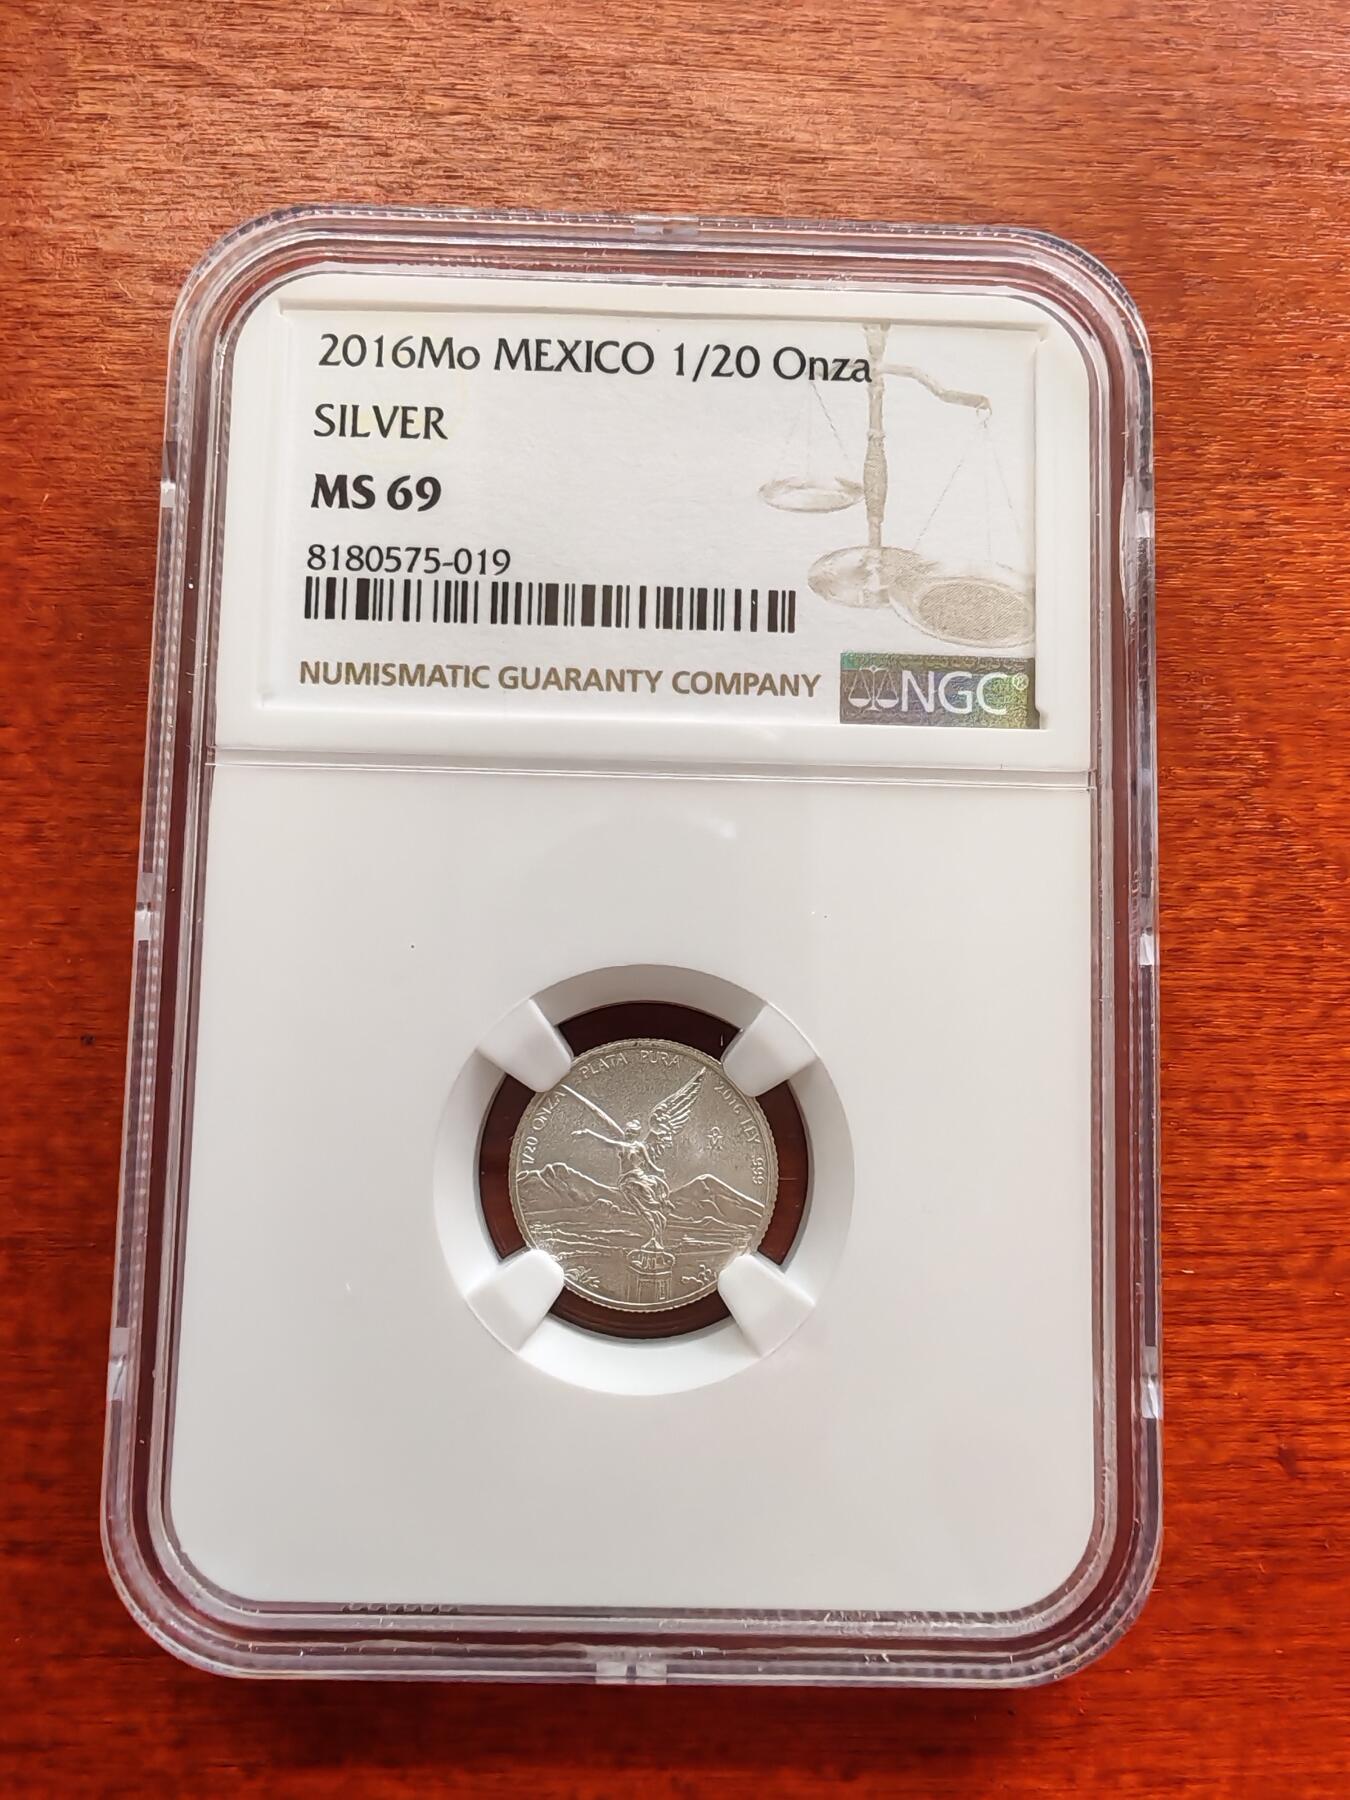 2016Mo MEXICO 1/20 Onza
SILVER
MS 69
8180575-019
NUMISMATIC GUARANTY COMPANY
NGC®
1/20 ONZA PLATA PURA 2016 LEY .999